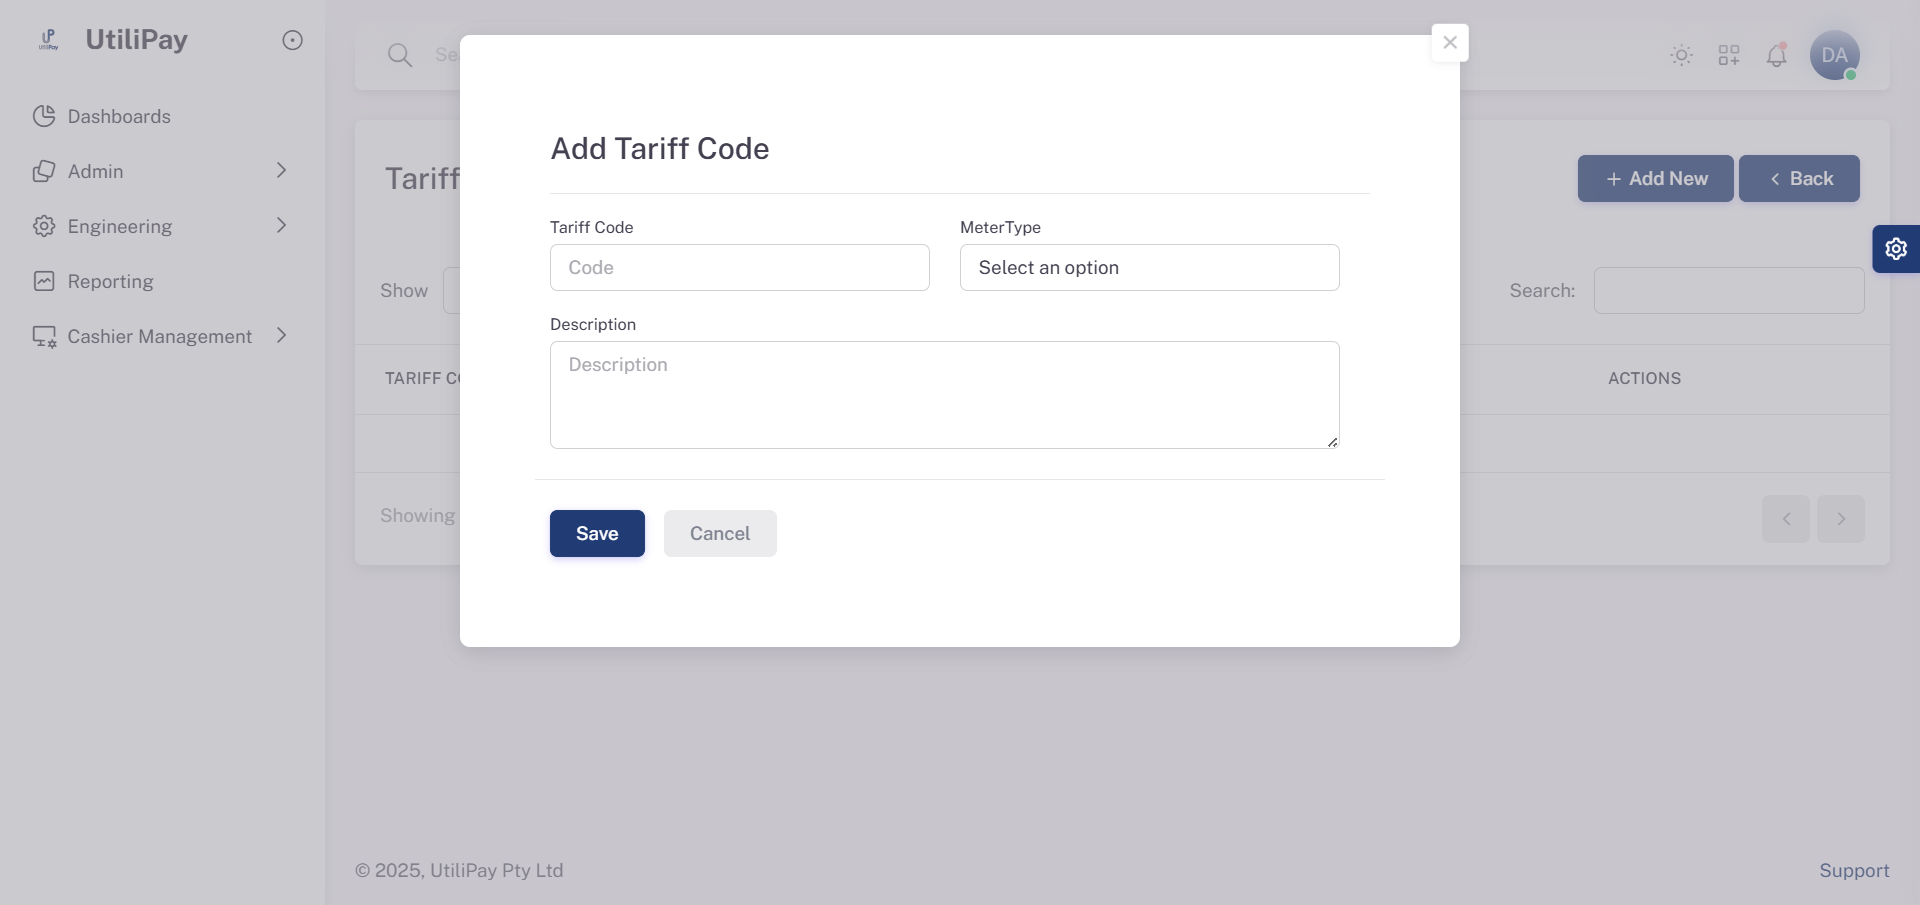 UtiliPay
Dashboards
Admin
Engineering
Reporting
Cashier Management
DA
Tariff
Add New
Back
Show
Search:
TARIFF
ACTIONS
Showing
Add Tariff Code
Tariff Code
MeterType
Code
Select an option
Description
Description
Save
Cancel
© 2025, UtiliPay Pty Ltd
Support